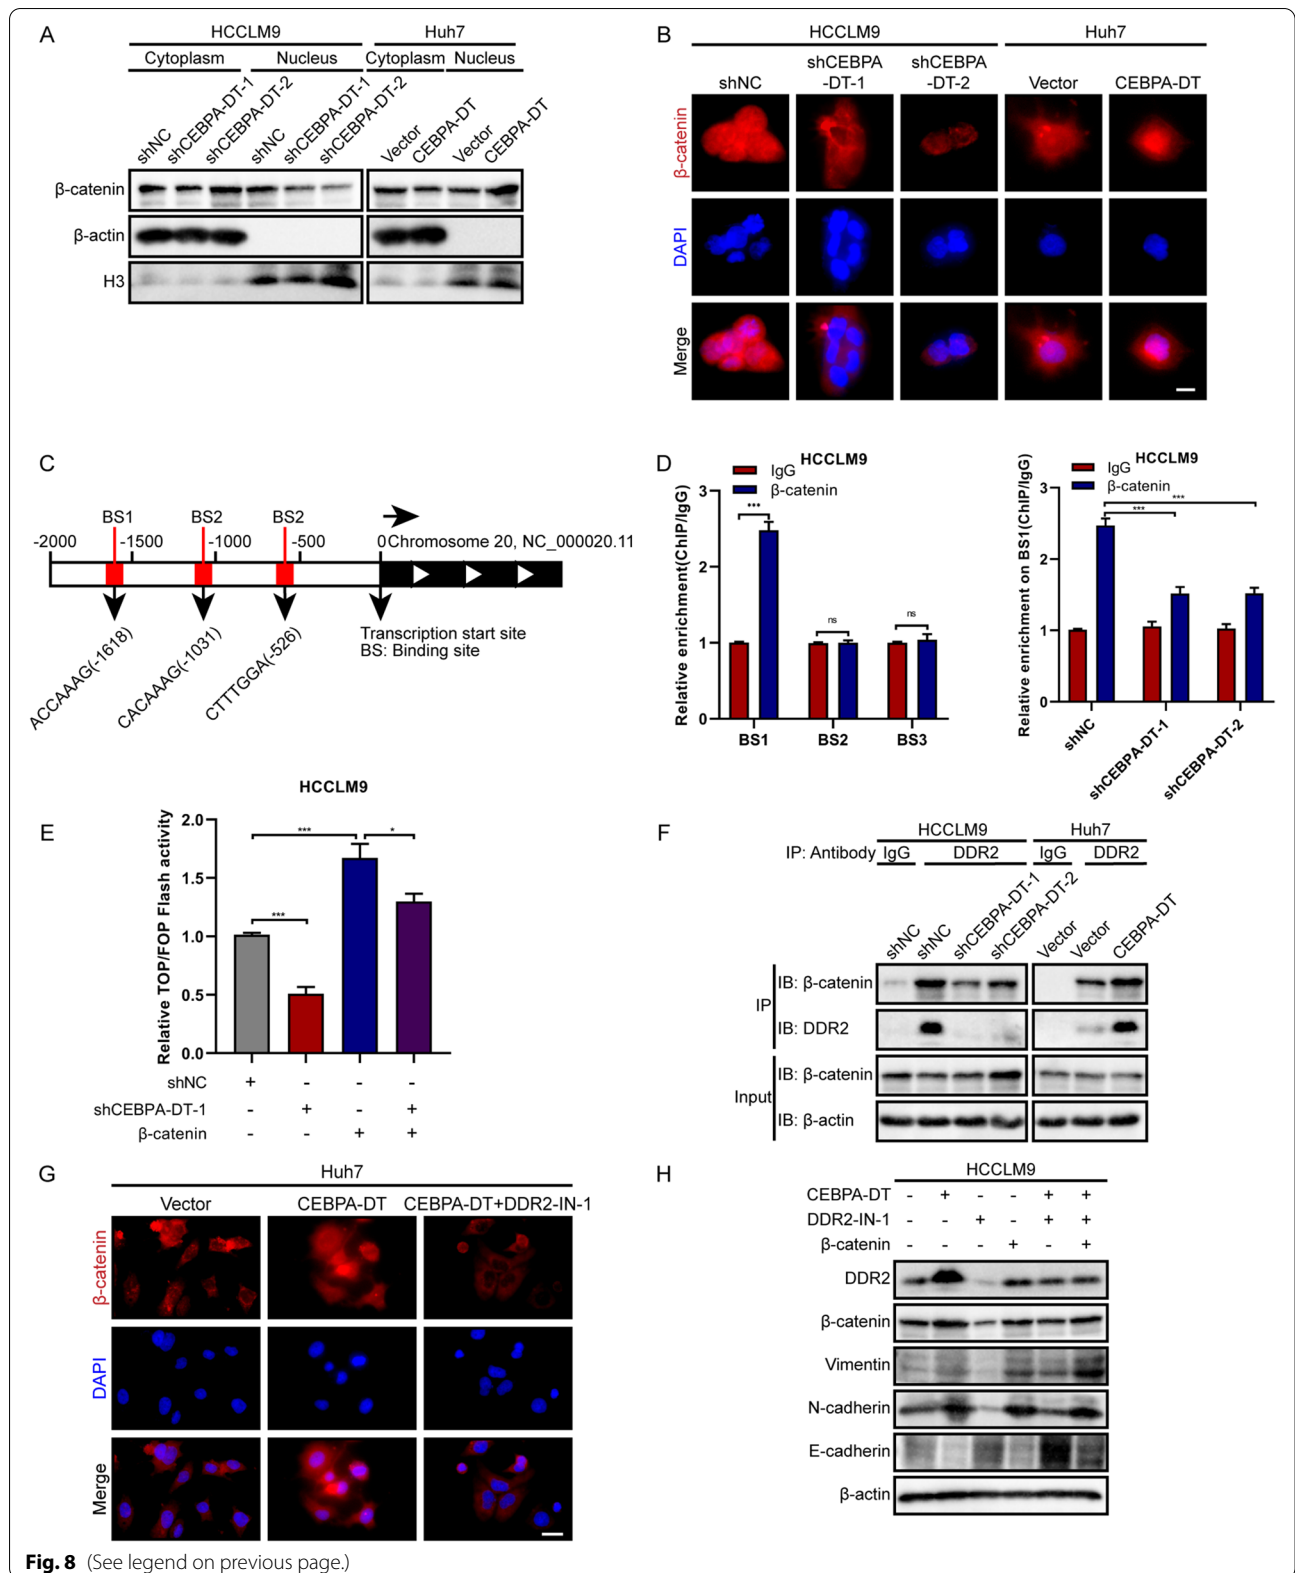 A
HCCLM9 Huh7
Cytoplasm Nucleus Cytoplasm Nucleus
shNC shCEBPA-DT-1 shCEBPA-DT-2 shNC shCEBPA-DT-1 shCEBPA-DT-2 Vector CEBPA-DT Vector CEBPA-DT
β-catenin
β-actin
H3
B
HCCLM9 Huh7
shNC shCEBPA-DT-1 shCEBPA-DT-2 Vector CEBPA-DT
β-catenin
DAPI
Merge
C
BS1 BS2 BS2
-2000 -1500 -1000 -500 0 Chromosome 20, NC_000020.11
ACCAAAG(-1618) CACAAAG(-1031) CTTTGGA(-526)
Transcription start site
BS: Binding site
D
HCCLM9
IgG
β-catenin
Relative enrichment(ChIP/IgG)
3
2
1
0
*** ns ns
BS1 BS2 BS3
HCCLM9
IgG
β-catenin
Relative enrichment on BS1(ChIP/IgG)
3
2
1
0
*** ***
shNC shCEBPA-DT-1 shCEBPA-DT-2
E
HCCLM9
Relative TOP/FOP Flash activity
2.0
1.5
1.0
0.5
0.0
*** *** *
shNC + - - -
shCEBPA-DT-1 - + - +
β-catenin - - + +
F
HCCLM9 Huh7
IP: Antibody IgG DDR2 IgG DDR2
shNC shNC shCEBPA-DT-1 shCEBPA-DT-2 Vector Vector CEBPA-DT
IP
IB: β-catenin
IB: DDR2
Input
IB: β-catenin
IB: β-actin
G
Huh7
Vector CEBPA-DT CEBPA-DT+DDR2-IN-1
β-catenin
DAPI
Merge
H
HCCLM9
CEBPA-DT - + - - + +
DDR2-IN-1 - - + - + +
β-catenin - - - + - +
DDR2
β-catenin
Vimentin
N-cadherin
E-cadherin
β-actin
Fig. 8 (See legend on previous page.)